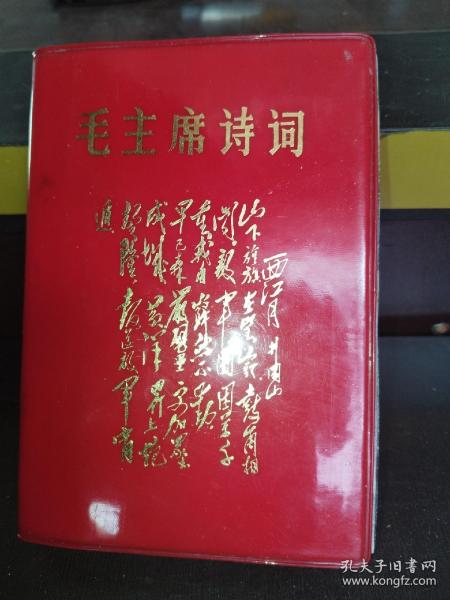 毛主席诗词
西江月 井冈山
山下旌旗在望山头鼓角相
闻敌军围困万千
重我自岿然不动
早已森严壁垒更加众志
成城黄洋界上炮
声隆报道敌军宵
遁
孔夫子旧书网
www.kongfz.com